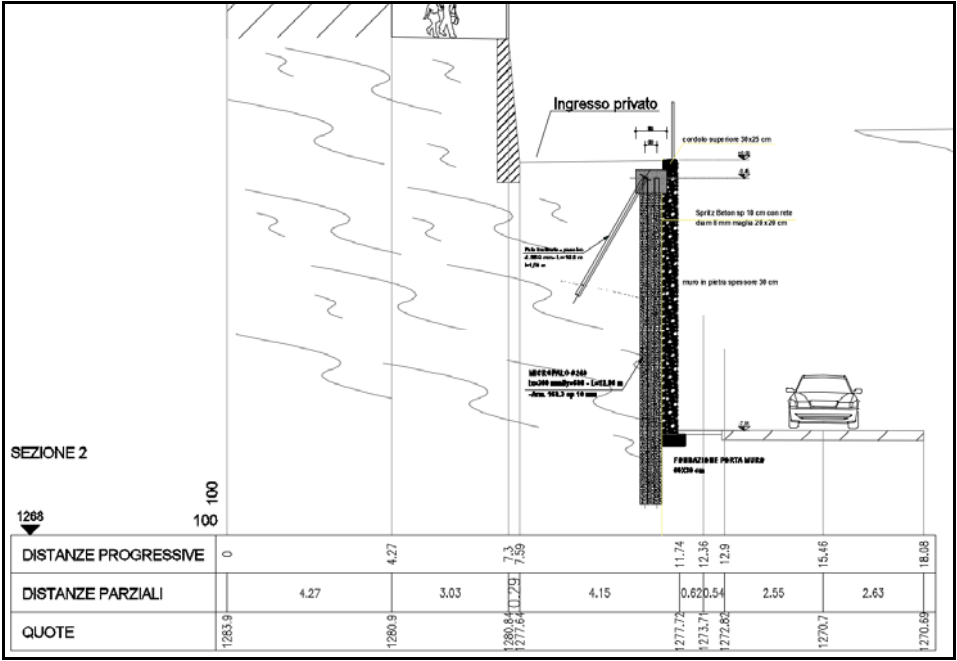 Ingresso privato
cordolo superiore 30x25 cm
Spritz Beton sp 10 cm con rete
diam 8 mm maglia 20x20 cm
muro in pietra spessore 30 cm
MICROPALO
FONDAZIONE PORTA MURO
SEZIONE 2
100
100
1268
DISTANZE PROGRESSIVE 0 4.27 7.3 7.59 11.74 12.36 12.9 15.46 18.08
DISTANZE PARZIALI 4.27 3.03 0.29 4.15 0.62 0.54 2.55 2.63
QUOTE 1283.9 1280.9 1280.84 1277.64 1277.72 1273.71 1272.82 1270.7 1270.69